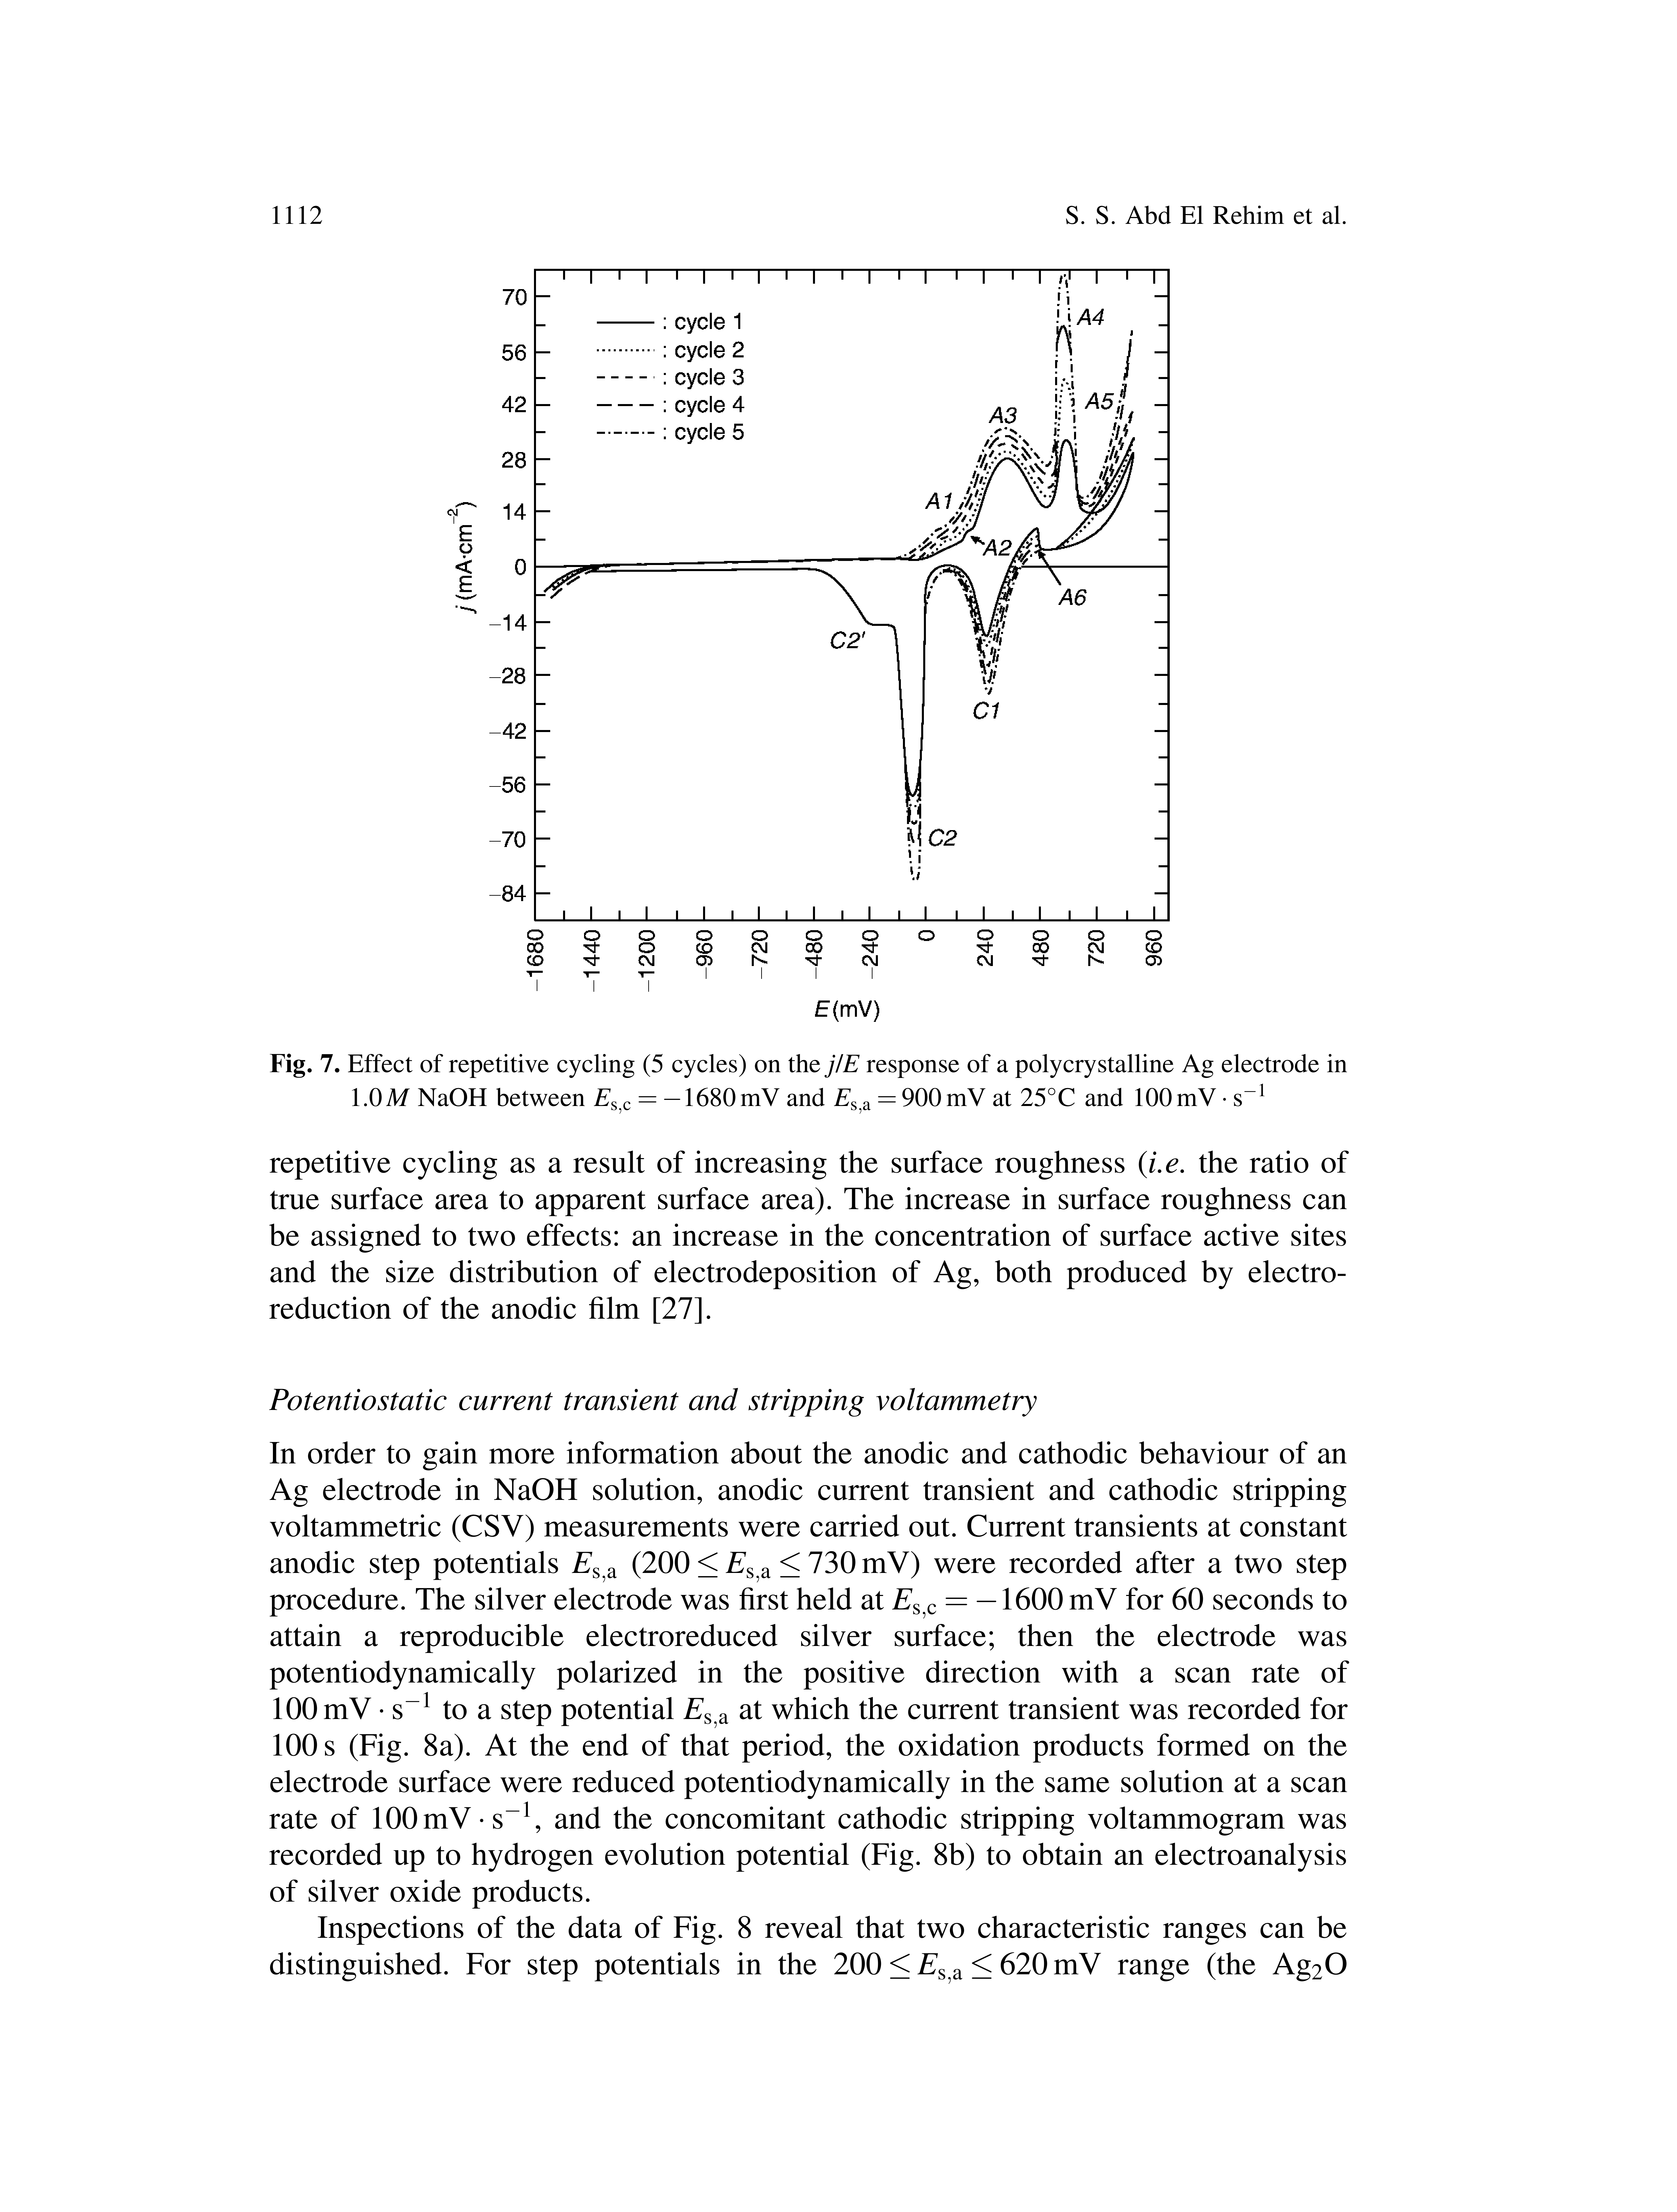 1112
S. S. Abd El Rehim et al.
70
56
42
28
14
0
−14
−28
−42
−56
−70
−84
j (mA·cm⁻²)
: cycle 1
: cycle 2
: cycle 3
: cycle 4
: cycle 5
A4
A5
A3
A1
A2
A6
C2'
C1
C2
−1680
−1440
−1200
−960
−720
−480
−240
0
240
480
720
960
E (mV)
Fig. 7. Effect of repetitive cycling (5 cycles) on the j/E response of a polycrystalline Ag electrode in
1.0 M NaOH between Es,c = −1680 mV and Es,a = 900 mV at 25°C and 100 mV · s⁻¹
repetitive cycling as a result of increasing the surface roughness (i.e. the ratio of
true surface area to apparent surface area). The increase in surface roughness can
be assigned to two effects: an increase in the concentration of surface active sites
and the size distribution of electrodeposition of Ag, both produced by electro-
reduction of the anodic film [27].
Potentiostatic current transient and stripping voltammetry
In order to gain more information about the anodic and cathodic behaviour of an
Ag electrode in NaOH solution, anodic current transient and cathodic stripping
voltammetric (CSV) measurements were carried out. Current transients at constant
anodic step potentials Es,a (200 ≤ Es,a ≤ 730 mV) were recorded after a two step
procedure. The silver electrode was first held at Es,c = −1600 mV for 60 seconds to
attain a reproducible electroreduced silver surface; then the electrode was
potentiodynamically polarized in the positive direction with a scan rate of
100 mV · s⁻¹ to a step potential Es,a at which the current transient was recorded for
100 s (Fig. 8a). At the end of that period, the oxidation products formed on the
electrode surface were reduced potentiodynamically in the same solution at a scan
rate of 100 mV · s⁻¹, and the concomitant cathodic stripping voltammogram was
recorded up to hydrogen evolution potential (Fig. 8b) to obtain an electroanalysis
of silver oxide products.
Inspections of the data of Fig. 8 reveal that two characteristic ranges can be
distinguished. For step potentials in the 200 ≤ Es,a ≤ 620 mV range (the Ag₂O